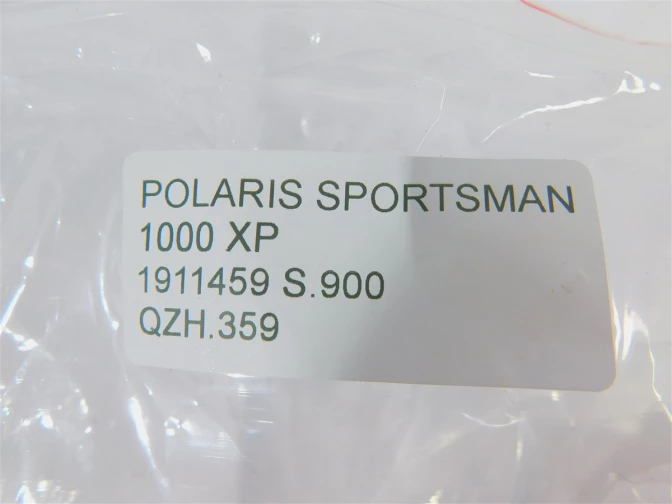 POLARIS SPORTSMAN
1000 XP
1911459 S.900
QZH.359